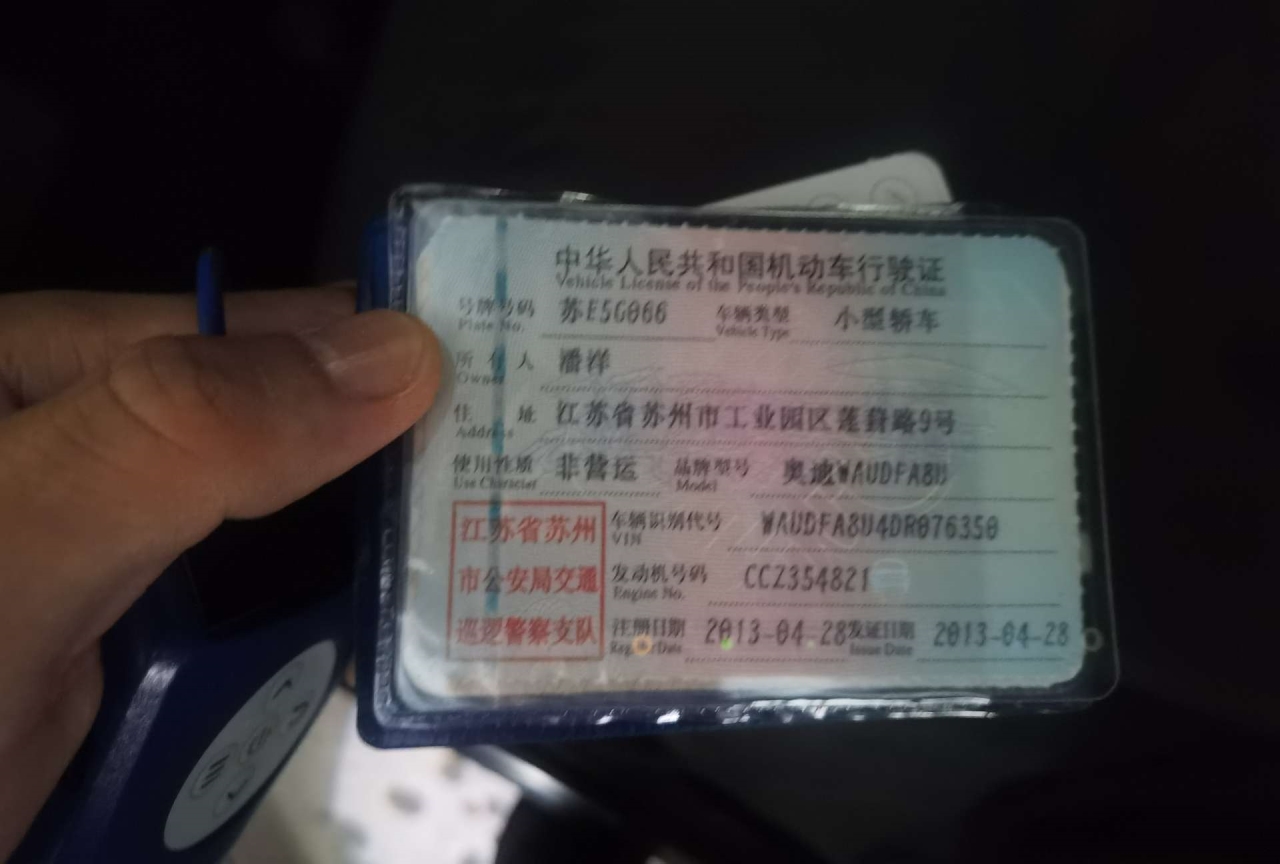 中华人民共和国机动车行驶证
Vehicle License of the People's Republic of China
号牌号码 苏E5G066 车辆类型 小型轿车
Plate No. Vehicle Type
所有人 潘洋
Owner
住址 江苏省苏州市工业园区莲葑路9号
Address
使用性质 非营运 品牌型号 奥迪WAUDFA8U
Use Character Model
江苏省苏州 车辆识别代号 WAUDFA8U4DR076350
VIN
市公安局交通 发动机号码 CCZ354821
Engine No.
巡逻警察支队 注册日期 2013-04-28 发证日期 2013-04-28
Register Date Issue Date